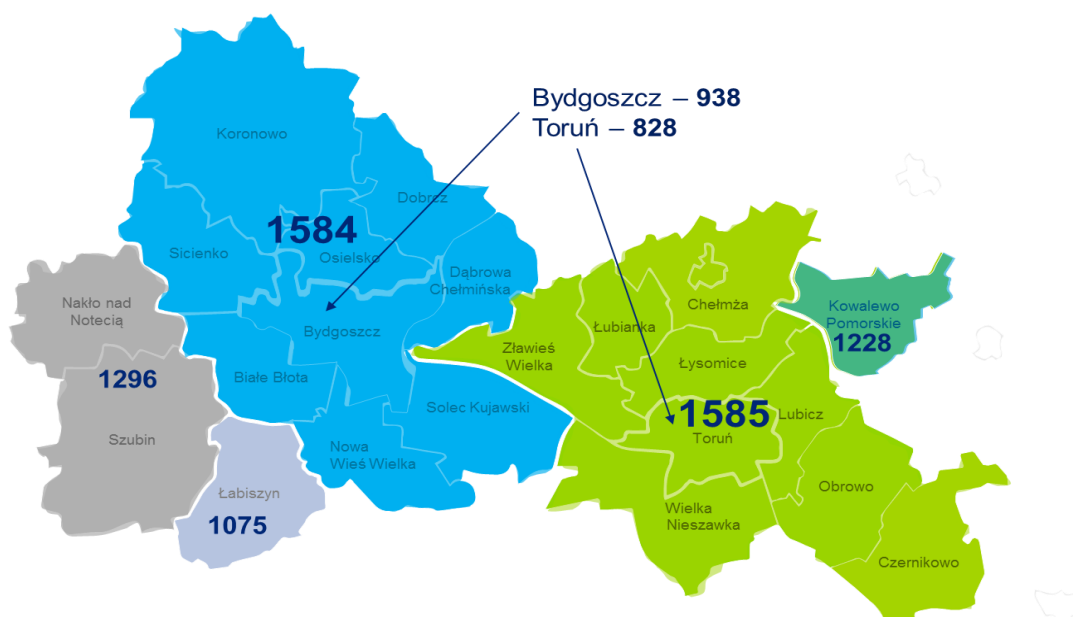 Bydgoszcz – 938
Toruń – 828
Koronowo
Dobrcz
1584
Sicienko
Osielsko
Dąbrowa
Chełmińska
Nakło nad
Notecią
Bydgoszcz
1296
Białe Błota
Szubin
Solec Kujawski
Nowa
Wieś Wielka
Łabiszyn
1075
Chełmża
Kowalewo
Pomorskie
1228
Łubianka
Zławieś
Wielka
Łysomice
1585
Lubicz
Toruń
Obrowo
Wielka
Nieszawka
Czernikowo